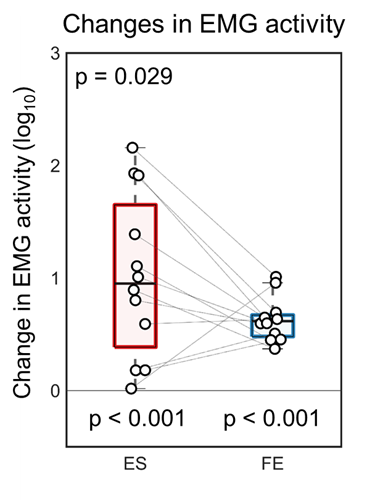 Changes in EMG activity
3
p = 0.029
2
1
0
Change in EMG activity (log10)
p < 0.001 p < 0.001
ES FE